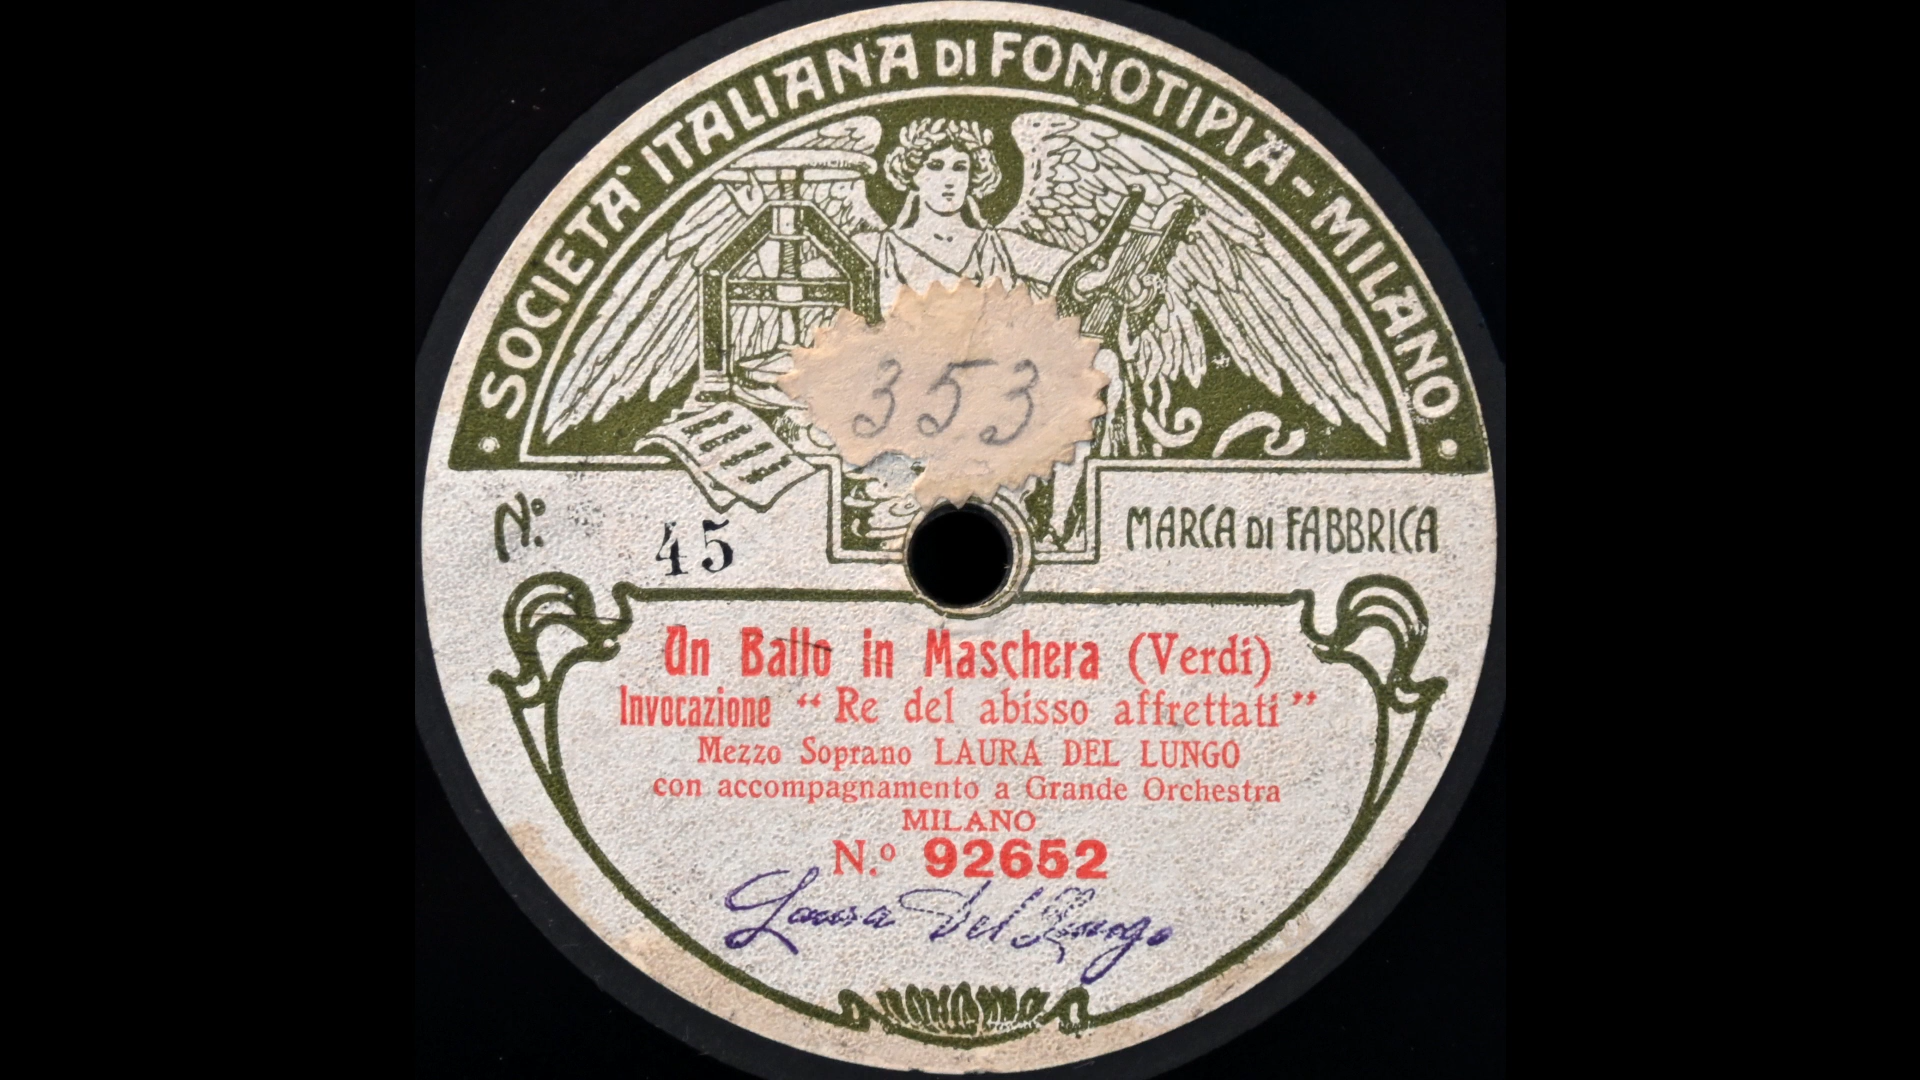 SOCIETA' ITALIANA DI FONOTIPIA - MILANO
353
No. 45
MARCA DI FABBRICA
Un Ballo in Maschera (Verdi)
Invocazione “Re del abisso affrettati”
Mezzo Soprano LAURA DEL LUNGO
con accompagnamento a Grande Orchestra
MILANO
N.o 92652
Laura Del Lungo